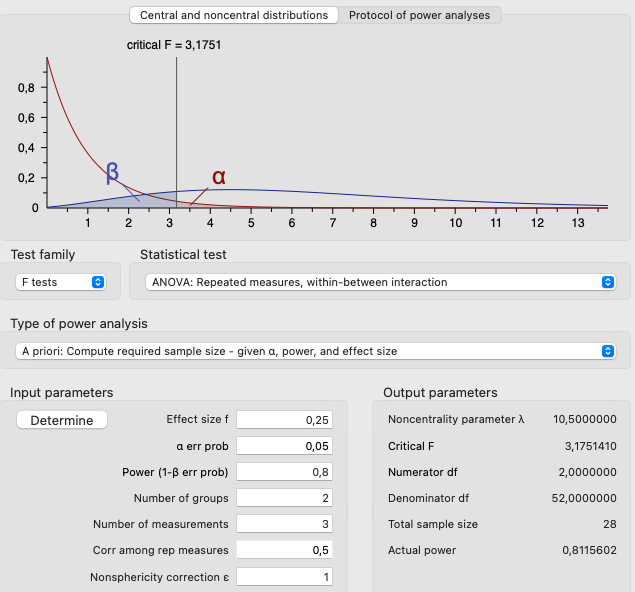 Central and noncentral distributions Protocol of power analyses
critical F = 3,1751
0,8
0,6
0,4
0,2
0
β
α
1 2 3 4 5 6 7 8 9 10 11 12 13
Test family
Statistical test
F tests
ANOVA: Repeated measures, within-between interaction
Type of power analysis
A priori: Compute required sample size - given α, power, and effect size
Input parameters
Determine
Effect size f 0,25
α err prob 0,05
Power (1-β err prob) 0,8
Number of groups 2
Number of measurements 3
Corr among rep measures 0,5
Nonsphericity correction ε 1
Output parameters
Noncentrality parameter λ 10,5000000
Critical F 3,1751410
Numerator df 2,0000000
Denominator df 52,0000000
Total sample size 28
Actual power 0,8115602